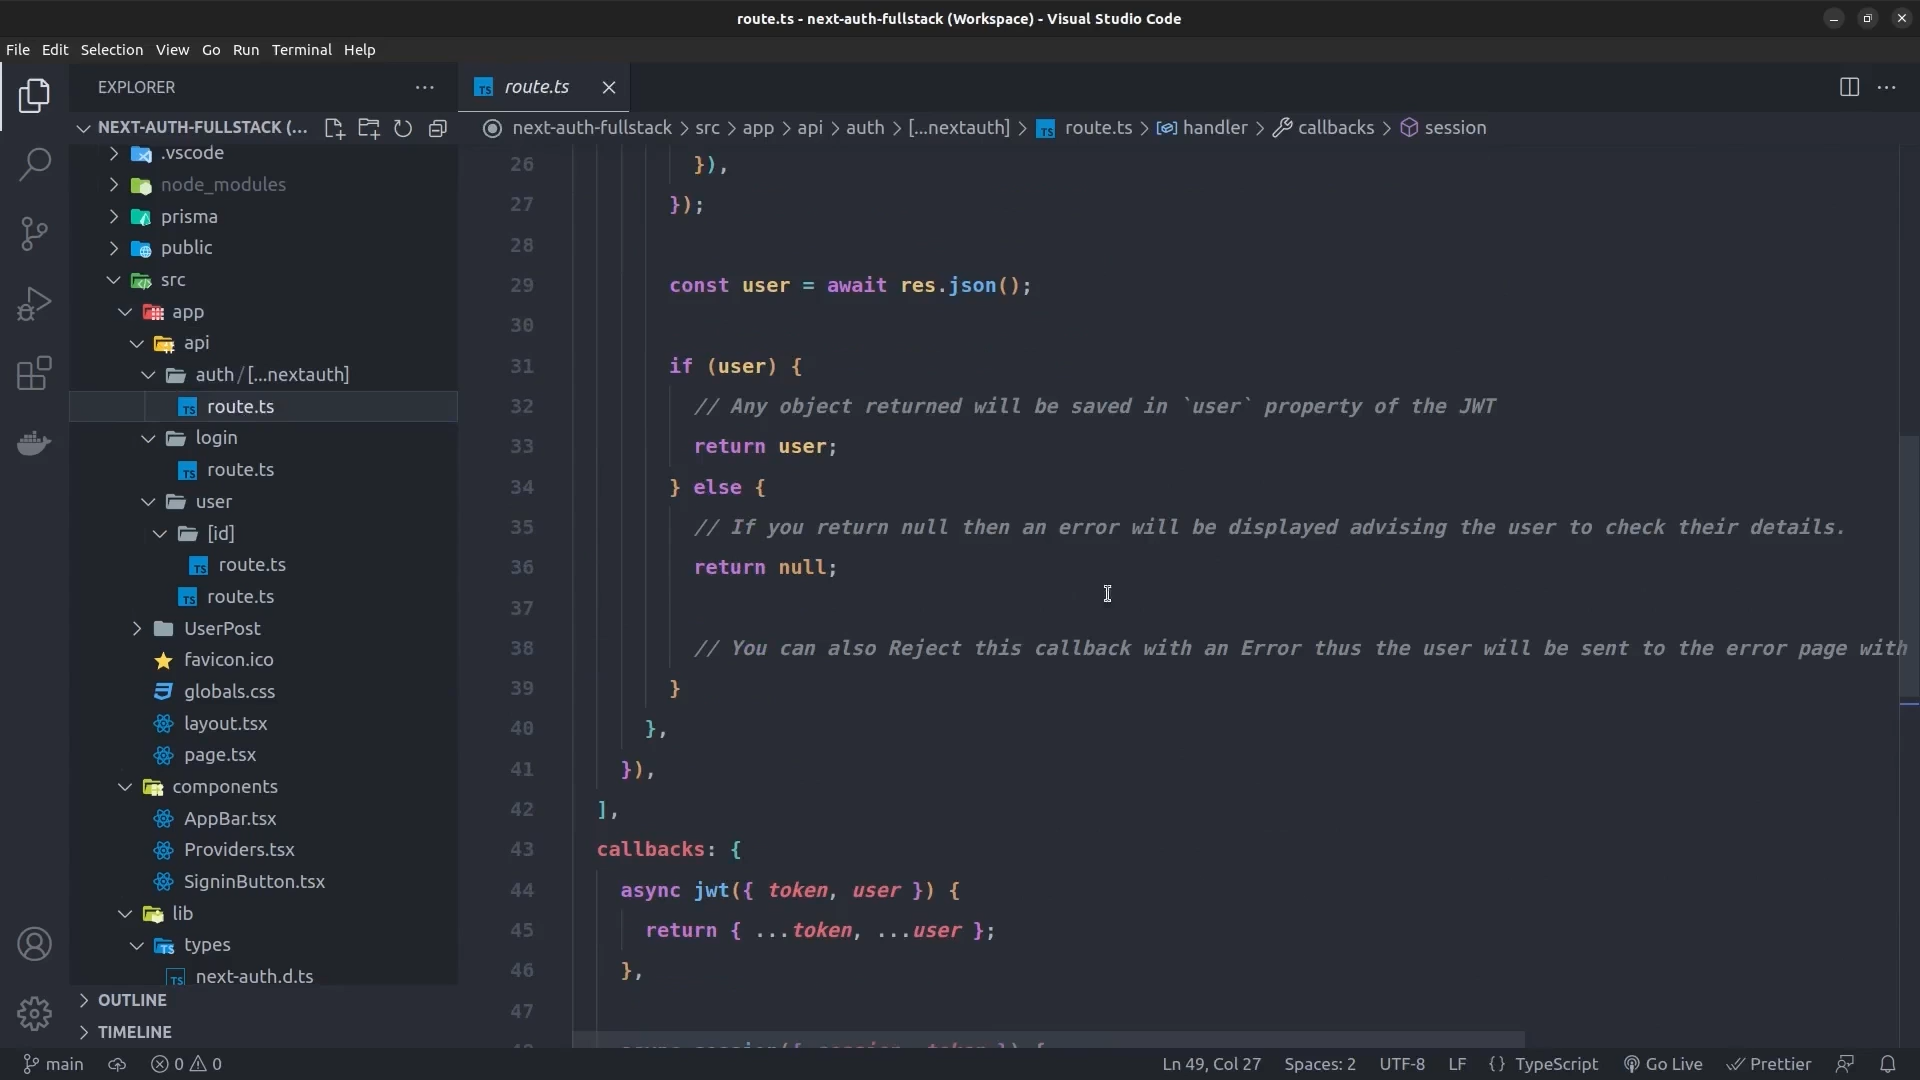 route.ts - next-auth-fullstack (Workspace) - Visual Studio Code
File Edit Selection View Go Run Terminal Help
EXPLORER
NEXT-AUTH-FULLSTACK (...
.vscode
node_modules
prisma
public
src
app
api
auth / [...nextauth]
route.ts
login
route.ts
user
[id]
route.ts
route.ts
UserPost
favicon.ico
globals.css
layout.tsx
page.tsx
components
AppBar.tsx
Providers.tsx
SigninButton.tsx
lib
types
next-auth.d.ts
OUTLINE
TIMELINE
route.ts
next-auth-fullstack > src > app > api > auth > [...nextauth] > route.ts > handler > callbacks > session
26 }),
27 });
28
29 const user = await res.json();
30
31 if (user) {
32 // Any object returned will be saved in `user` property of the JWT
33 return user;
34 } else {
35 // If you return null then an error will be displayed advising the user to check their details.
36 return null;
37
38 // You can also Reject this callback with an Error thus the user will be sent to the error page with
39 }
40 },
41 }),
42 ],
43 callbacks: {
44 async jwt({ token, user }) {
45 return { ...token, ...user };
46 },
47
main 0 0 Ln 49, Col 27 Spaces: 2 UTF-8 LF {} TypeScript Go Live Prettier